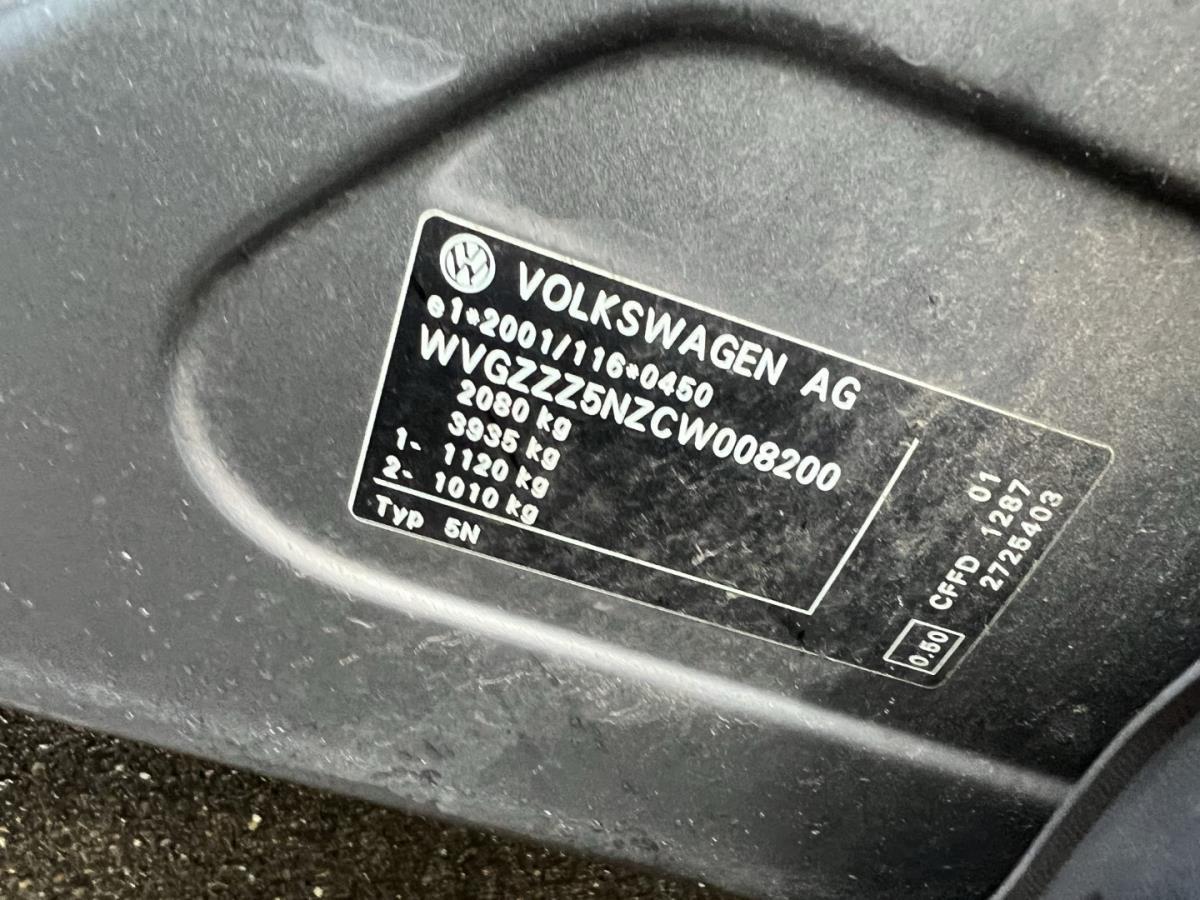 VOLKSWAGEN AG
e1*2001/116*0450
WVGZZZ5NZCW008200
2080 kg
3935 kg
1- 1120 kg
2- 1010 kg
Typ 5N
01
CFFD 1287
2725403
0.50